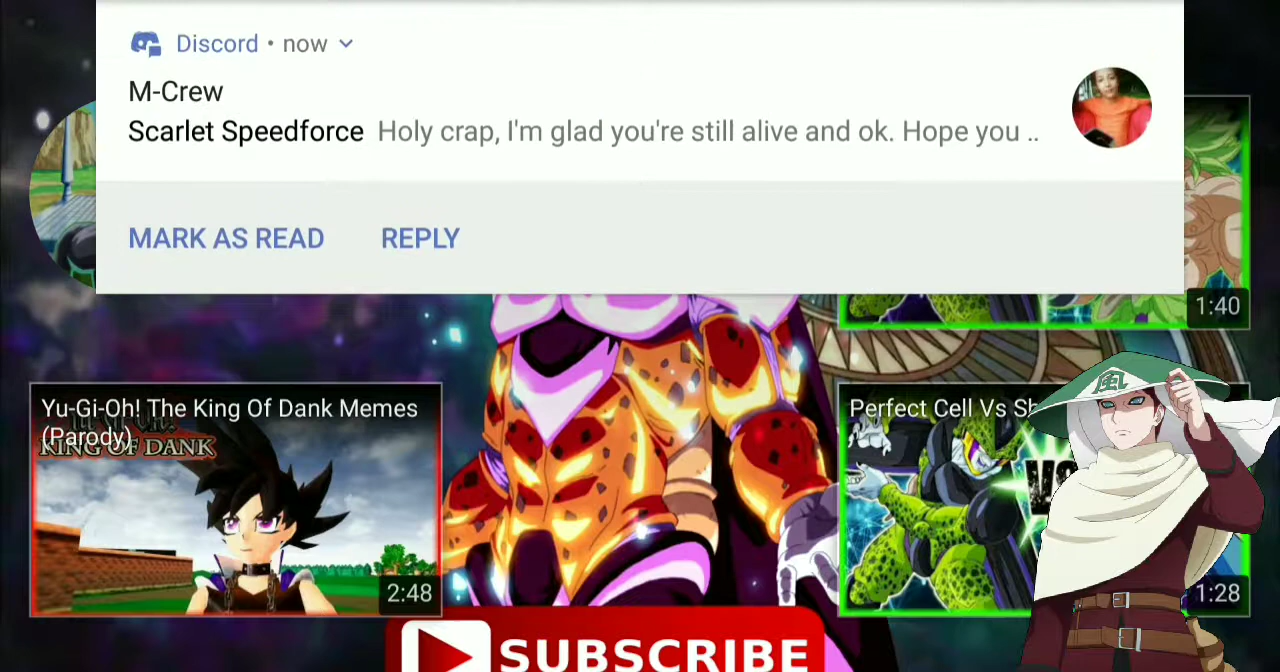 Discord • now
M-Crew
Scarlet Speedforce Holy crap, I'm glad you're still alive and ok. Hope you ..
MARK AS READ REPLY
1:40
Yu-Gi-Oh! The King Of Dank Memes
(Parody)
KING OF DANK
2:48
Perfect Cell Vs
VS
風
1:28
SUBSCRIBE